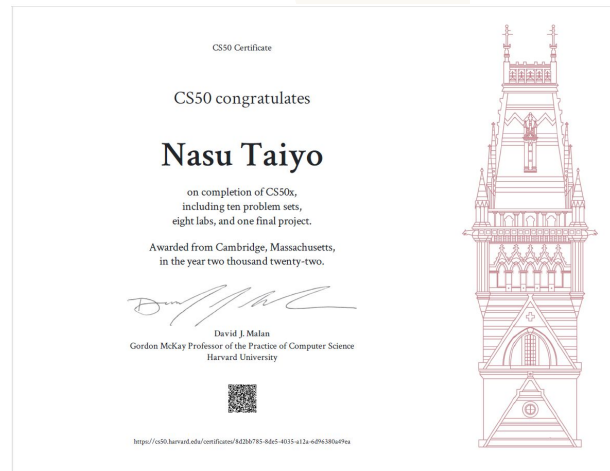 CS50 Certificate
CS50 congratulates
Nasu Taiyo
on completion of CS50x,
including ten problem sets,
eight labs, and one final project.
Awarded from Cambridge, Massachusetts,
in the year two thousand twenty-two.
David J. Malan
Gordon McKay Professor of the Practice of Computer Science
Harvard University
https://cs50.harvard.edu/certificates/8d2bb785-8de5-4035-a12a-6d96380a49ea